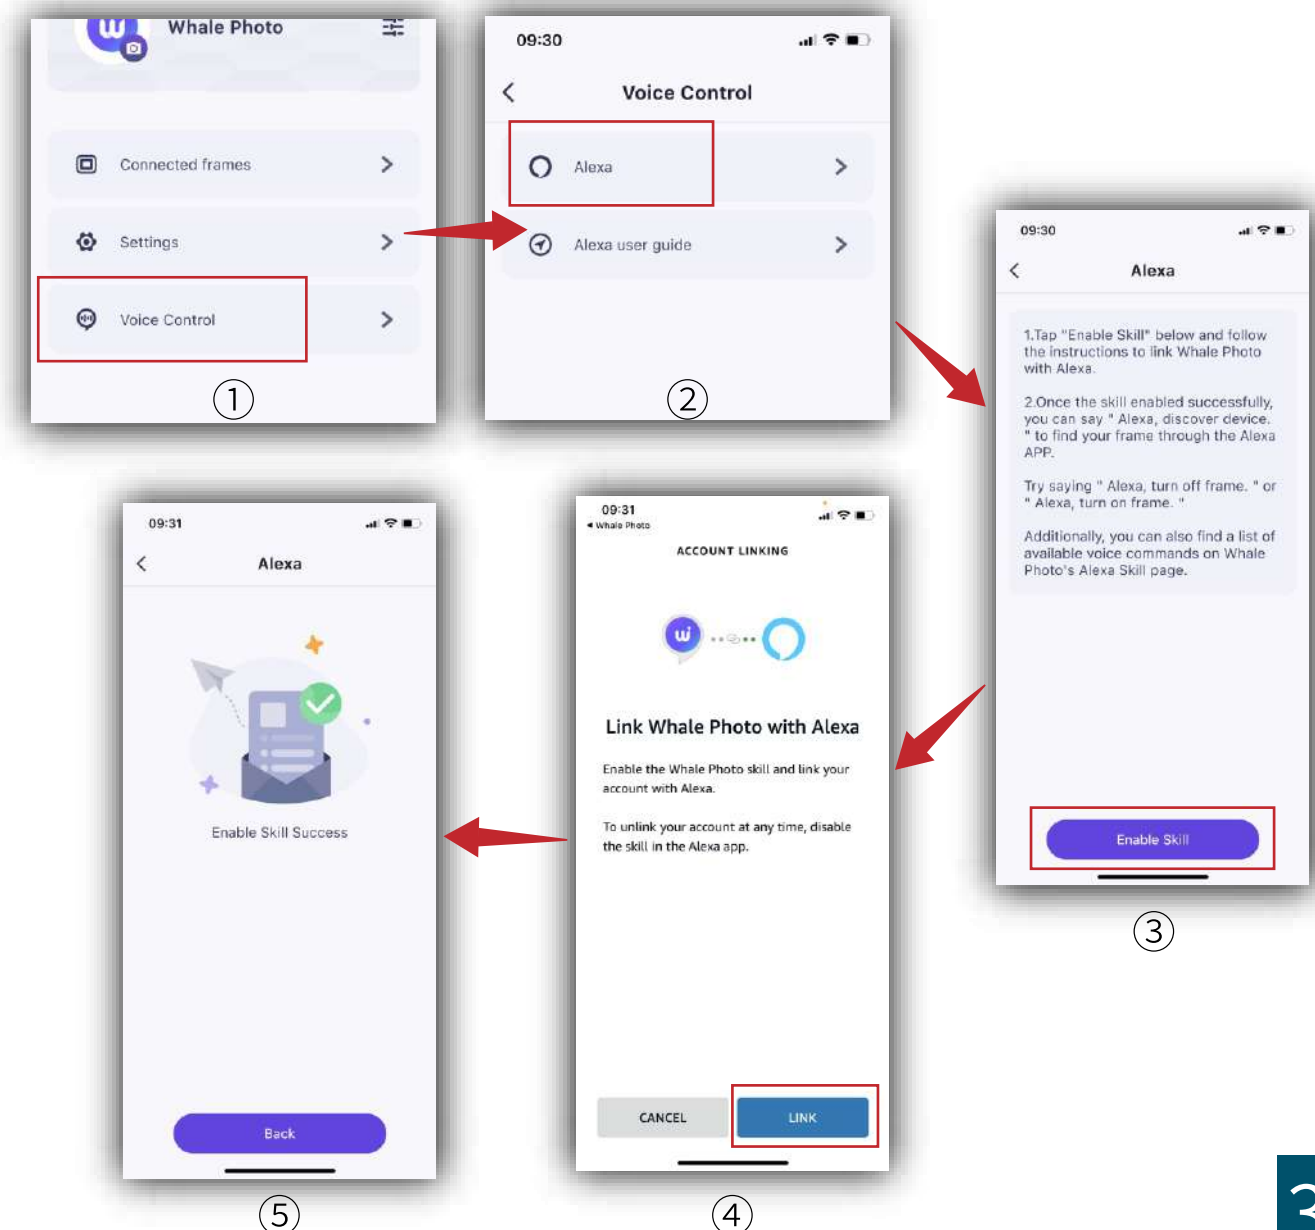 Whale Photo
Connected frames
Settings
Voice Control
①
09:30
Voice Control
Alexa
Alexa user guide
②
09:30
Alexa
1.Tap "Enable Skill" below and follow
the instructions to link Whale Photo
with Alexa.
2.Once the skill enabled successfully,
you can say " Alexa, discover device.
" to find your frame through the Alexa
APP.
Try saying " Alexa, turn off frame. " or
" Alexa, turn on frame. "
Additionally, you can also find a list of
available voice commands on Whale
Photo's Alexa Skill page.
Enable Skill
③
09:31
Whale Photo
ACCOUNT LINKING
Link Whale Photo with Alexa
Enable the Whale Photo skill and link your
account with Alexa.
To unlink your account at any time, disable
the skill in the Alexa app.
CANCEL
LINK
④
09:31
Alexa
Enable Skill Success
Back
⑤